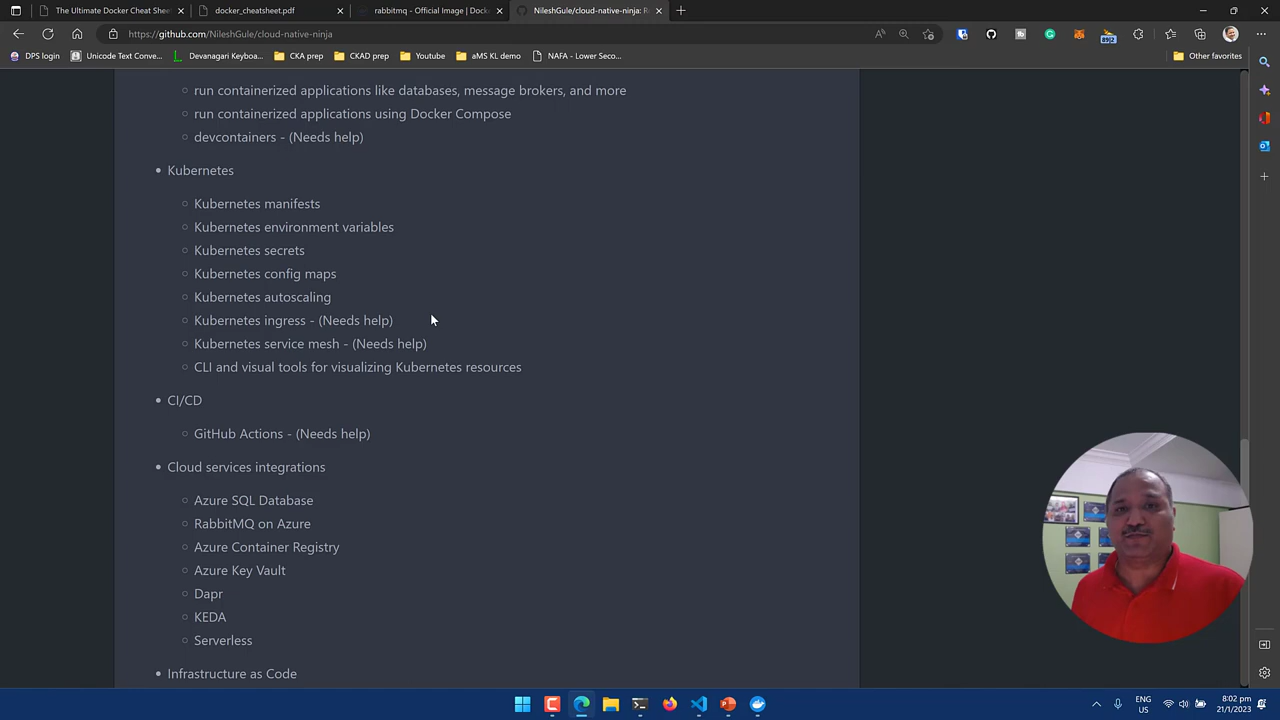 The Ultimate Docker Cheat Shee
docker_cheatsheet.pdf
rabbitmq - Official Image | Dock
NileshGule/cloud-native-ninja: Re
https://github.com/NileshGule/cloud-native-ninja
DPS login
Unicode Text Conve...
Devanagari Keyboa...
CKA prep
CKAD prep
Youtube
aMS KL demo
NAFA - Lower Seco...
Other favorites
run containerized applications like databases, message brokers, and more
run containerized applications using Docker Compose
devcontainers - (Needs help)
Kubernetes
Kubernetes manifests
Kubernetes environment variables
Kubernetes secrets
Kubernetes config maps
Kubernetes autoscaling
Kubernetes ingress - (Needs help)
Kubernetes service mesh - (Needs help)
CLI and visual tools for visualizing Kubernetes resources
CI/CD
GitHub Actions - (Needs help)
Cloud services integrations
Azure SQL Database
RabbitMQ on Azure
Azure Container Registry
Azure Key Vault
Dapr
KEDA
Serverless
Infrastructure as Code
ENG
US
8:02 pm
21/1/2023